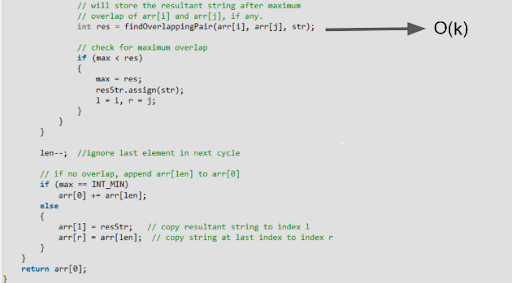 // will store the resultant string after maximum
// overlap of arr[i] and arr[j], if any.
int res = findOverlappingPair(arr[i], arr[j], str);
O(k)
// check for maximum overlap
if (max < res)
{
max = res;
resStr.assign(str);
l = i, r = j;
}
}
}
len--; //ignore last element in next cycle
// if no overlap, append arr[len] to arr[0]
if (max == INT_MIN)
arr[0] += arr[len];
else
{
arr[l] = resStr; // copy resultant string to index l
arr[r] = arr[len]; // copy string at last index to index r
}
}
return arr[0];
}